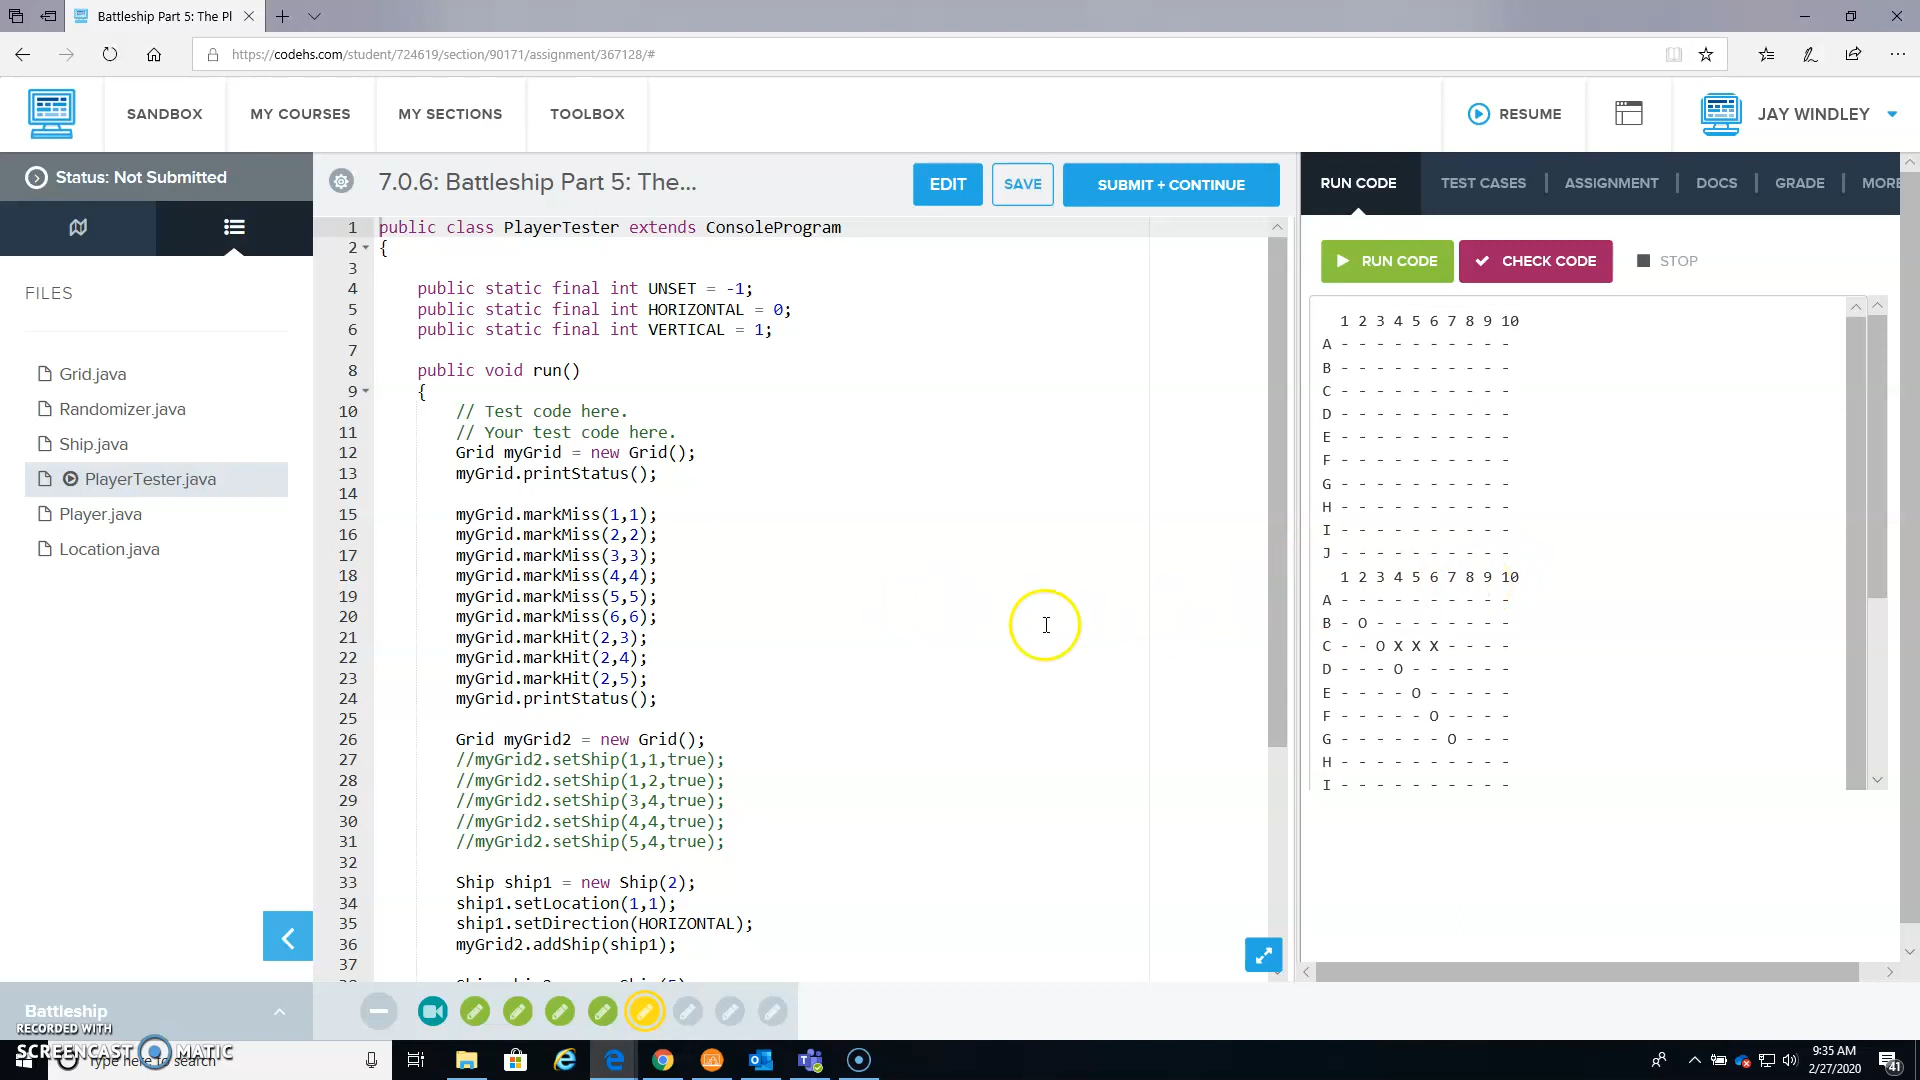 Battleship Part 5: The Pl
https://codehs.com/student/724619/section/90171/assignment/367128/#
SANDBOX
MY COURSES
MY SECTIONS
TOOLBOX
RESUME
JAY WINDLEY
Status: Not Submitted
FILES
Grid.java
Randomizer.java
Ship.java
PlayerTester.java
Player.java
Location.java
7.0.6: Battleship Part 5: The...
EDIT
SAVE
SUBMIT + CONTINUE
1 public class PlayerTester extends ConsoleProgram
2 {
3
4 public static final int UNSET = -1;
5 public static final int HORIZONTAL = 0;
6 public static final int VERTICAL = 1;
7
8 public void run()
9 {
10 // Test code here.
11 // Your test code here.
12 Grid myGrid = new Grid();
13 myGrid.printStatus();
14
15 myGrid.markMiss(1,1);
16 myGrid.markMiss(2,2);
17 myGrid.markMiss(3,3);
18 myGrid.markMiss(4,4);
19 myGrid.markMiss(5,5);
20 myGrid.markMiss(6,6);
21 myGrid.markHit(2,3);
22 myGrid.markHit(2,4);
23 myGrid.markHit(2,5);
24 myGrid.printStatus();
25
26 Grid myGrid2 = new Grid();
27 //myGrid2.setShip(1,1,true);
28 //myGrid2.setShip(1,2,true);
29 //myGrid2.setShip(3,4,true);
30 //myGrid2.setShip(4,4,true);
31 //myGrid2.setShip(5,4,true);
32
33 Ship ship1 = new Ship(2);
34 ship1.setLocation(1,1);
35 ship1.setDirection(HORIZONTAL);
36 myGrid2.addShip(ship1);
37
RUN CODE
TEST CASES
ASSIGNMENT
DOCS
GRADE
MORE
RUN CODE
CHECK CODE
STOP
1 2 3 4 5 6 7 8 9 10
A - - - - - - - - - -
B - - - - - - - - - -
C - - - - - - - - - -
D - - - - - - - - - -
E - - - - - - - - - -
F - - - - - - - - - -
G - - - - - - - - - -
H - - - - - - - - - -
I - - - - - - - - - -
J - - - - - - - - - -
1 2 3 4 5 6 7 8 9 10
A - - - - - - - - - -
B - O - - - - - - - -
C - - O X X X - - - -
D - - - O - - - - - -
E - - - - O - - - - -
F - - - - - O - - - -
G - - - - - - O - - -
H - - - - - - - - - -
I - - - - - - - - - -
Battleship
RECORDED WITH
SCREENCAST MATIC
Type here to search
9:35 AM
2/27/2020
41